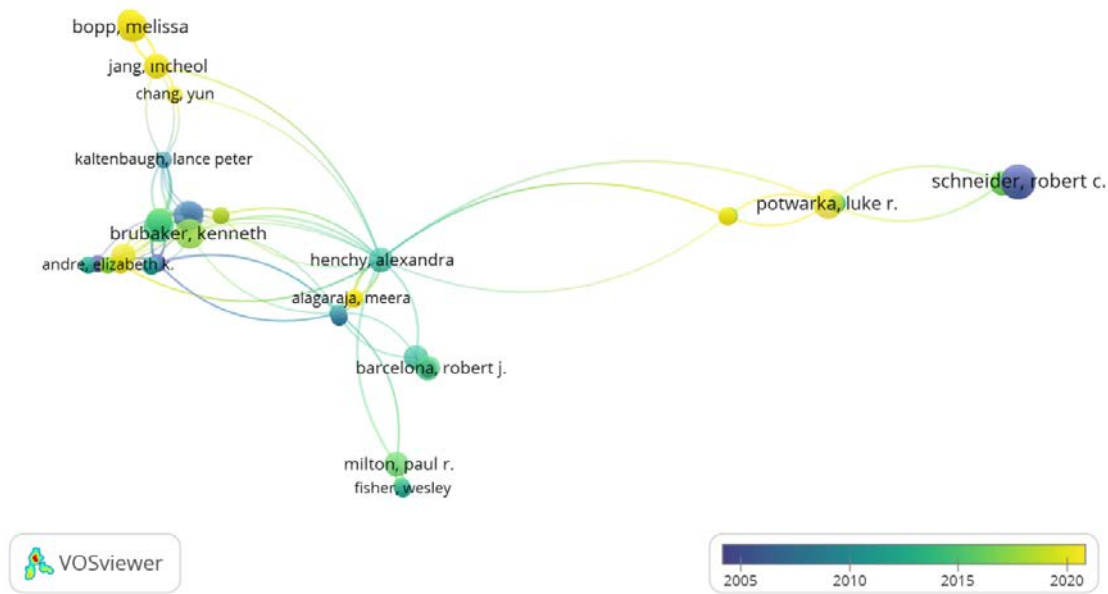 bopp, melissa
jang, ıncheol
chang, yun
kaltenbaugh, lance peter
schneider, robert c.
potwarka, luke r.
brubaker, kenneth
henchy, alexandra
andre, elizabeth k.
alagaraja, meera
barcelona, robert j.
milton, paul r.
fisher, wesley
VOSviewer
2005 2010 2015 2020